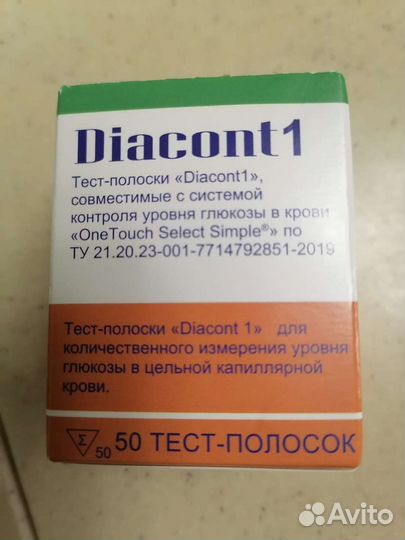 Diacont1
Тест-полоски «Diacont1»,
совместимые с системой
контроля уровня глюкозы в крови
«OneTouch Select Simple®» по
ТУ 21.20.23-001-7714792851-2019
Тест-полоски «Diacont 1» для
количественного измерения уровня
глюкозы в цельной капиллярной
крови.
Σ 50 50 ТЕСТ-ПОЛОСОК
Avito